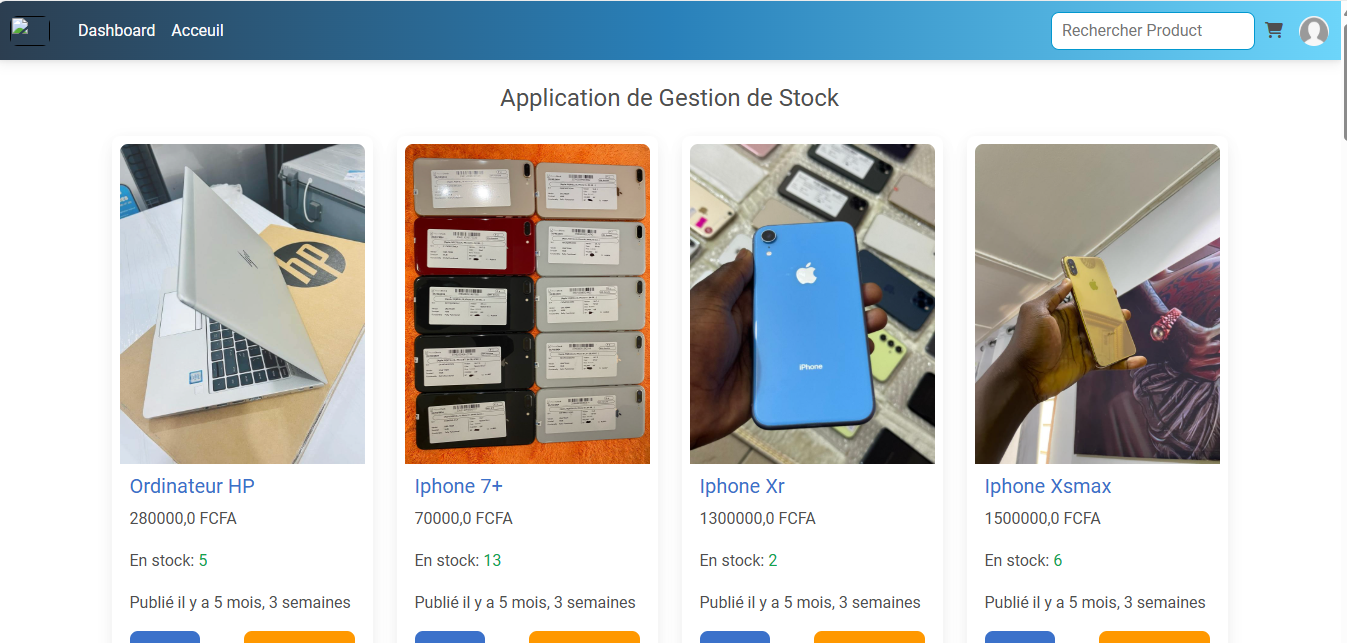 Dashboard Acceuil Rechercher Product
Application de Gestion de Stock
hp
iPhone
Ordinateur HP
280000,0 FCFA
En stock: 5
Publié il y a 5 mois, 3 semaines
Iphone 7+
70000,0 FCFA
En stock: 13
Publié il y a 5 mois, 3 semaines
Iphone Xr
1300000,0 FCFA
En stock: 2
Publié il y a 5 mois, 3 semaines
Iphone Xsmax
1500000,0 FCFA
En stock: 6
Publié il y a 5 mois, 3 semaines